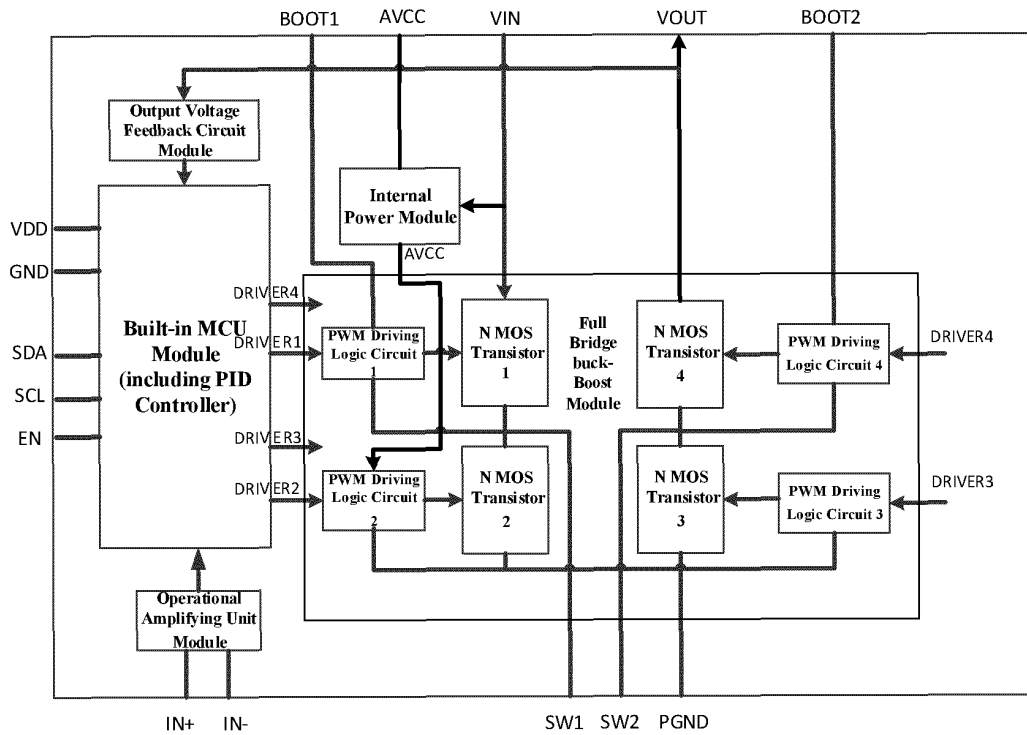 BOOT1
AVCC
VIN
VOUT
BOOT2
Output Voltage
Feedback Circuit
Module
Internal
Power Module
AVCC
VDD
GND
SDA
SCL
EN
Built-in MCU
Module
(including PID
Controller)
DRIVER4
DRIVER1
DRIVER3
DRIVER2
PWM Driving
Logic Circuit
1
N MOS
Transistor
1
Full
Bridge
buck-
Boost
Module
N MOS
Transistor
4
PWM Driving
Logic Circuit 4
DRIVER4
PWM Driving
Logic Circuit
2
N MOS
Transistor
2
N MOS
Transistor
3
PWM Driving
Logic Circuit 3
DRIVER3
Operational
Amplifying Unit
Module
IN+
IN-
SW1
SW2
PGND